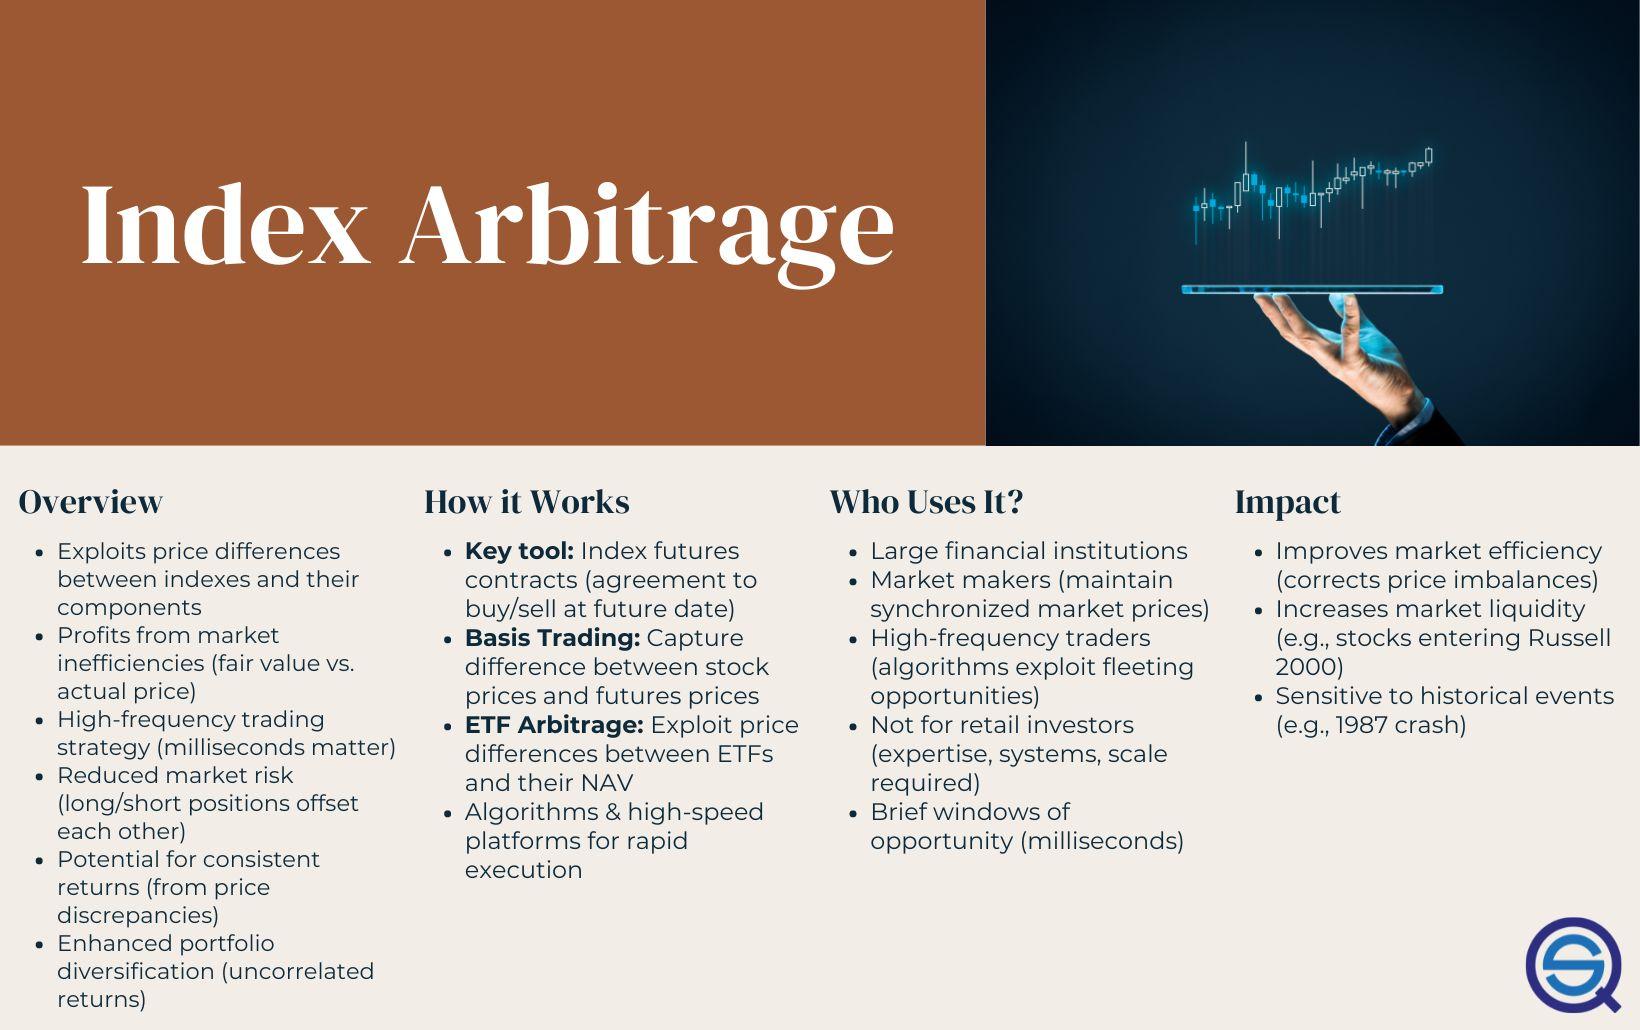 Index Arbitrage
Overview
• Exploits price differences
between indexes and their
components
• Profits from market
inefficiencies (fair value vs.
actual price)
• High-frequency trading
strategy (milliseconds matter)
• Reduced market risk
(long/short positions offset
each other)
• Potential for consistent
returns (from price
discrepancies)
• Enhanced portfolio
diversification (uncorrelated
returns)
How it Works
• Key tool: Index futures
contracts (agreement to
buy/sell at future date)
• Basis Trading: Capture
difference between stock
prices and futures prices
• ETF Arbitrage: Exploit price
differences between ETFs
and their NAV
• Algorithms & high-speed
platforms for rapid
execution
Who Uses It?
• Large financial institutions
• Market makers (maintain
synchronized market prices)
• High-frequency traders
(algorithms exploit fleeting
opportunities)
• Not for retail investors
(expertise, systems, scale
required)
• Brief windows of
opportunity (milliseconds)
Impact
• Improves market efficiency
(corrects price imbalances)
• Increases market liquidity
(e.g., stocks entering Russell
2000)
• Sensitive to historical events
(e.g., 1987 crash)
QS